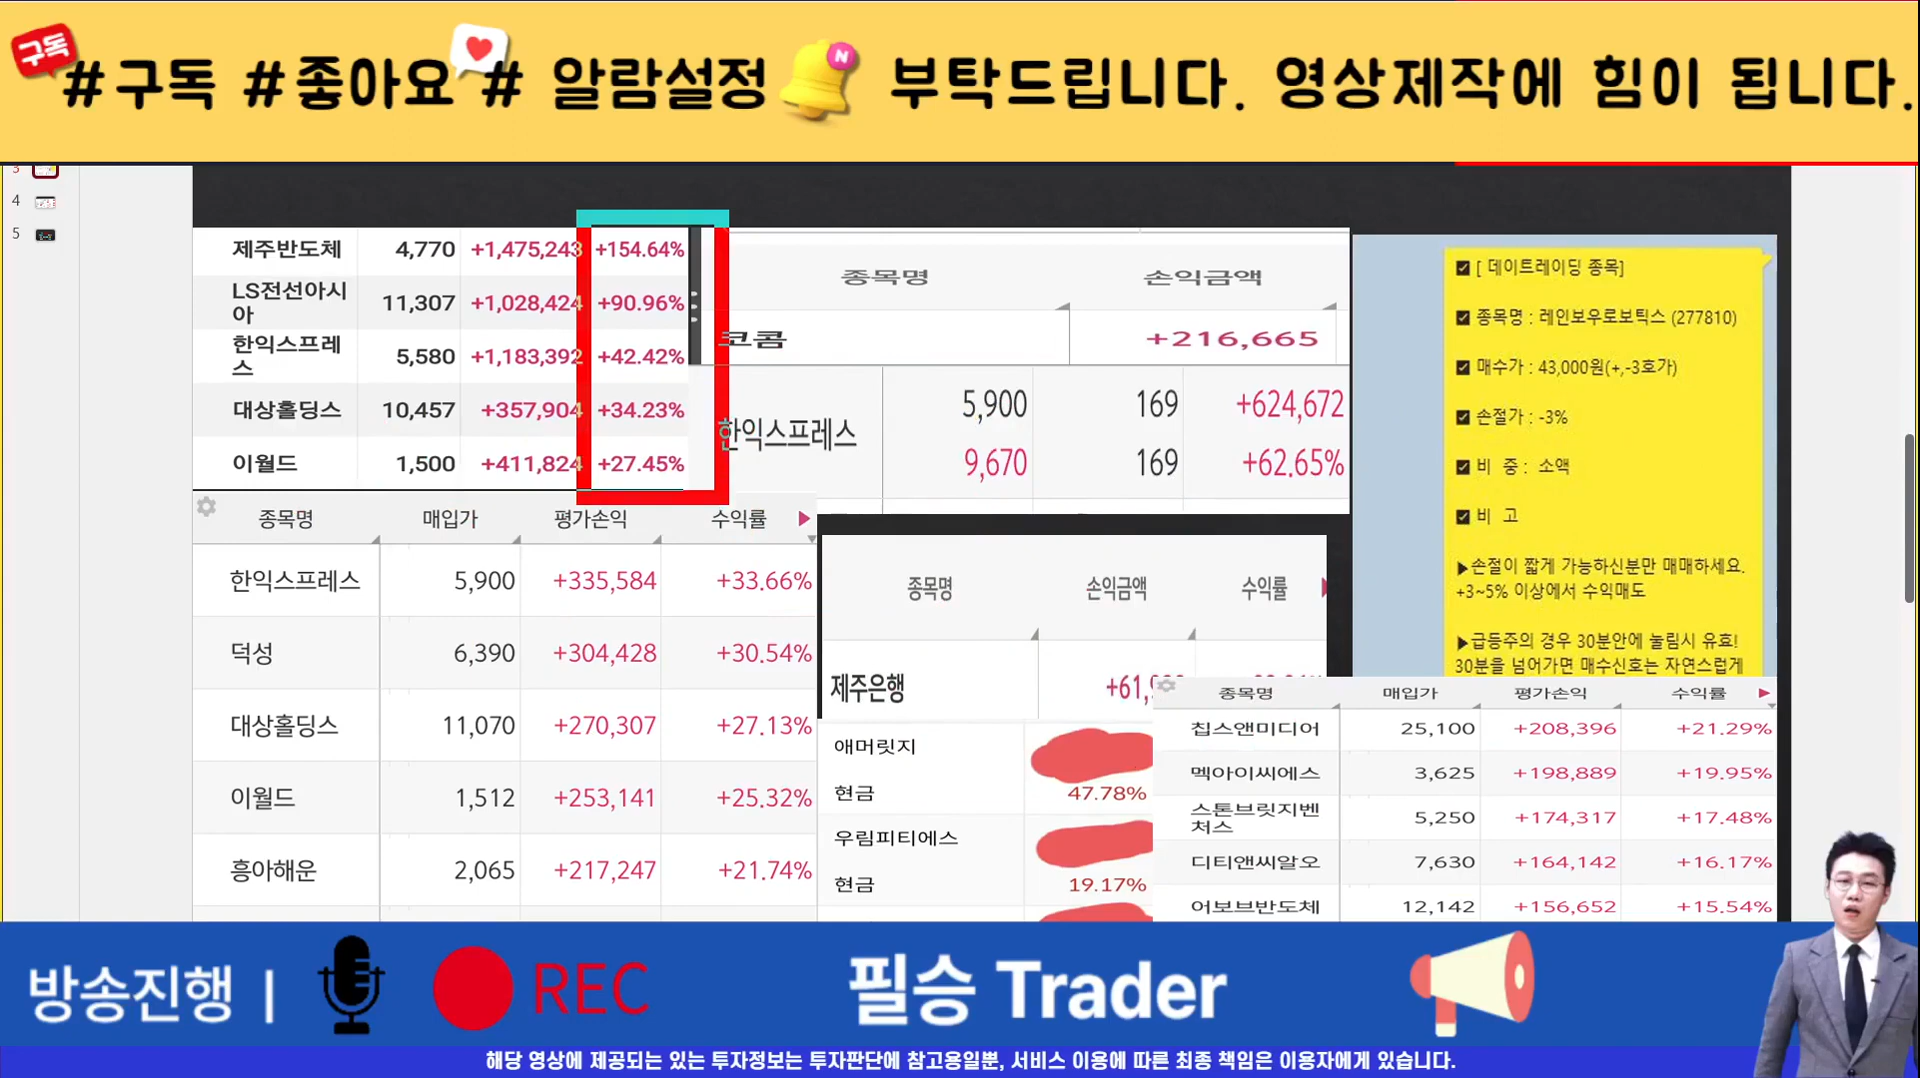 구독
#구독 #좋아요 # 알람설정 N 부탁드립니다. 영상제작에 힘이 됩니다.
3
4
5
제주반도체 4,770 +1,475,243 +154.64%
LS전선아시아 11,307 +1,028,424 +90.96%
한익스프레스 5,580 +1,183,392 +42.42%
대상홀딩스 10,457 +357,904 +34.23%
이월드 1,500 +411,824 +27.45%
종목명 손익금액
코콤 +216,665
한익스프레스 5,900 169 +624,672
9,670 169 +62.65%
종목명 매입가 평가손익 수익률
한익스프레스 5,900 +335,584 +33.66%
덕성 6,390 +304,428 +30.54%
대상홀딩스 11,070 +270,307 +27.13%
이월드 1,512 +253,141 +25.32%
흥아해운 2,065 +217,247 +21.74%
종목명 손익금액 수익률
제주은행 +61,
애머릿지
현금 47.78%
우림피티에스
현금 19.17%
[ 데이트레이딩 종목]
종목명 : 레인보우로보틱스 (277810)
매수가 : 43,000원(+,-3호가)
손절가 : -3%
비 중 : 소액
비 고
▶손절이 짧게 가능하신분만 매매하세요.
+3~5% 이상에서 수익매도
▶급등주의 경우 30분안에 눌림시 유효!
30분을 넘어가면 매수신호는 자연스럽게
종목명 매입가 평가손익 수익률
칩스앤미디어 25,100 +208,396 +21.29%
멕아이씨에스 3,625 +198,889 +19.95%
스톤브릿지벤처스 5,250 +174,317 +17.48%
디티앤씨알오 7,630 +164,142 +16.17%
어보브반도체 12,142 +156,652 +15.54%
방송진행 | REC 필승 Trader
해당 영상에 제공되는 있는 투자정보는 투자판단에 참고용일뿐, 서비스 이용에 따른 최종 책임은 이용자에게 있습니다.